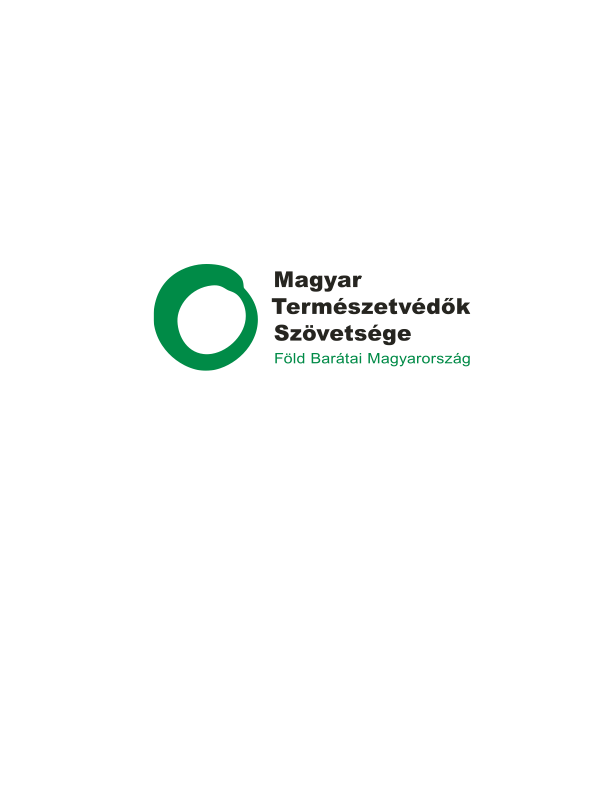 Magyar
Természetvédők
Szövetsége
Föld Barátai Magyarország